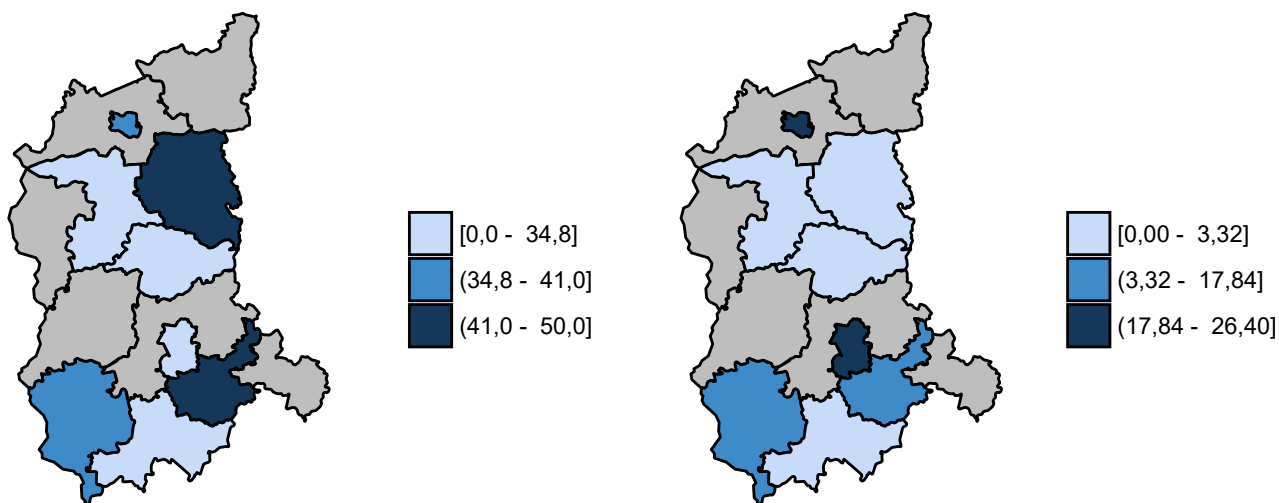 [0,0 - 34,8]
(34,8 - 41,0]
(41,0 - 50,0]
[0,00 - 3,32]
(3,32 - 17,84]
(17,84 - 26,40]